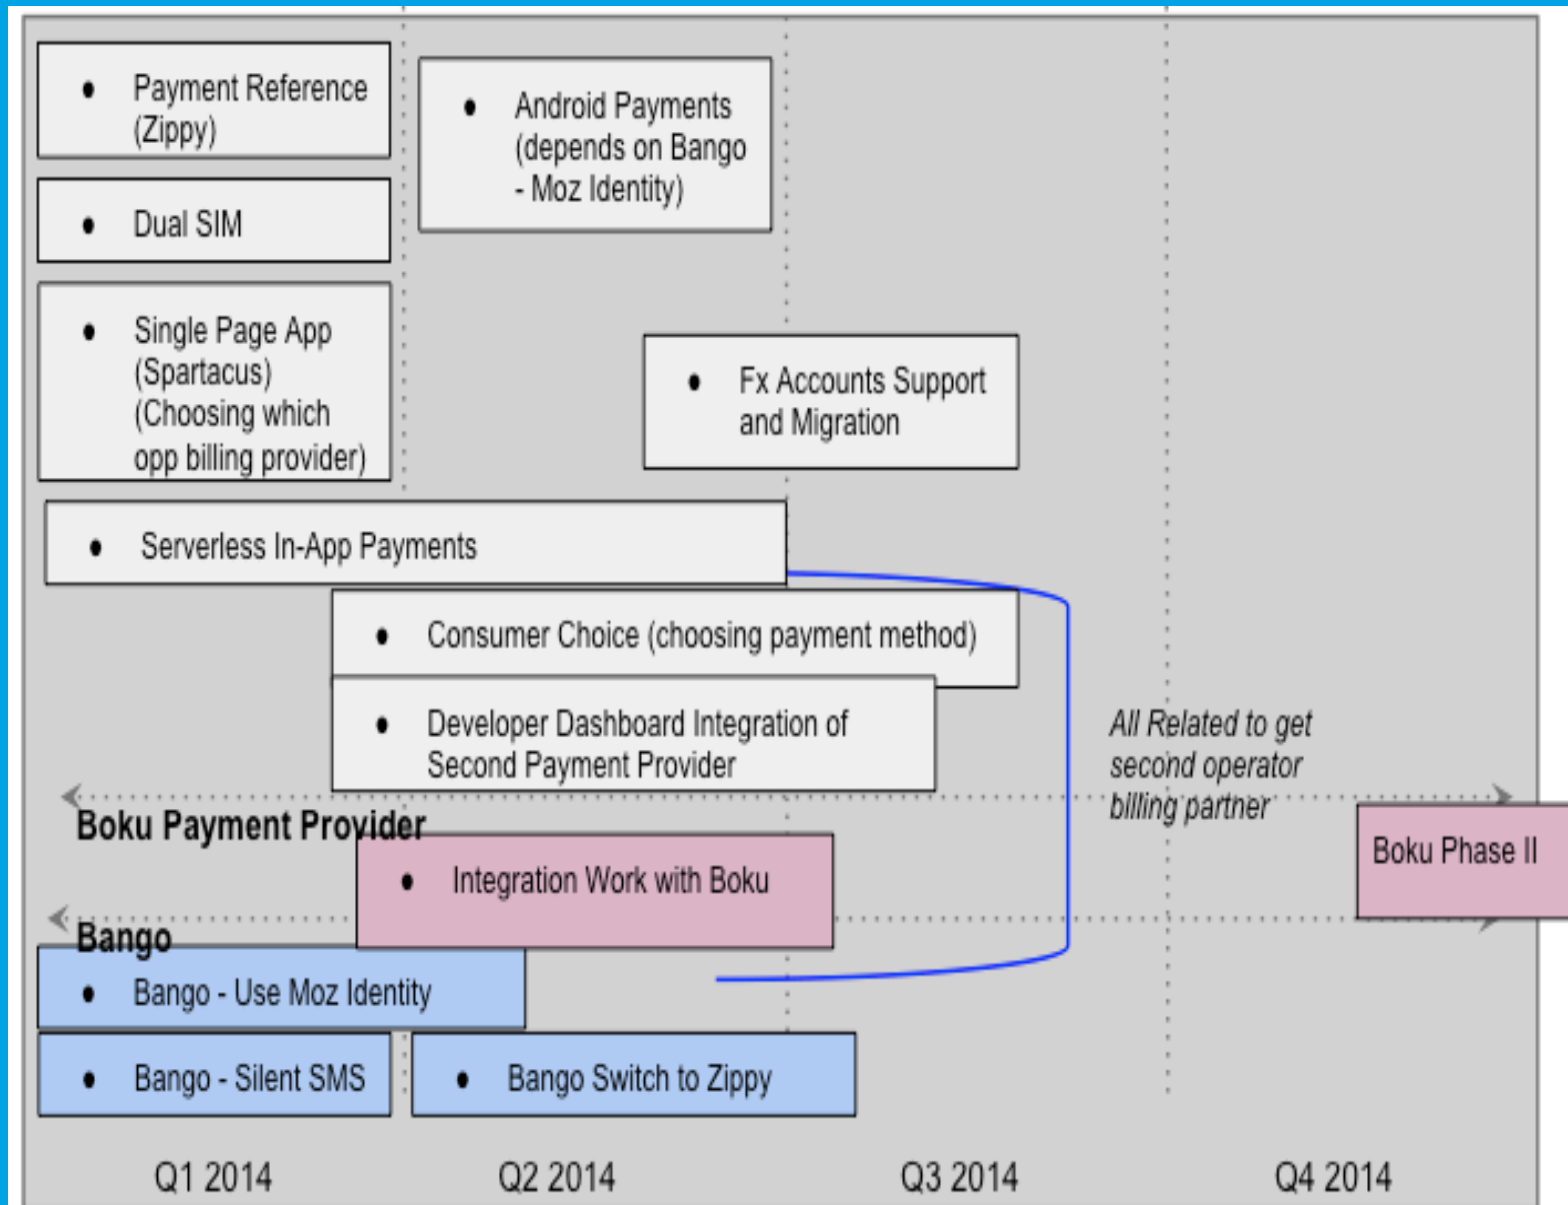 Payment Reference
(Zippy)
Android Payments
(depends on Bango
- Moz Identity)
Dual SIM
Single Page App
(Spartacus)
(Choosing which
opp billing provider)
Fx Accounts Support
and Migration
Serverless In-App Payments
Consumer Choice (choosing payment method)
Developer Dashboard Integration of
Second Payment Provider
All Related to get
second operator
billing partner
Boku Payment Provider
Boku Phase II
Integration Work with Boku
Bango
Bango - Use Moz Identity
Bango - Silent SMS
Bango Switch to Zippy
Q1 2014
Q2 2014
Q3 2014
Q4 2014